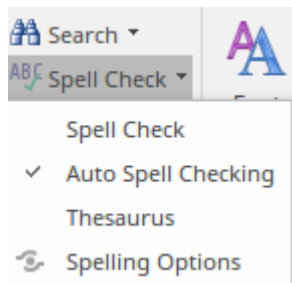 Search
ABC Spell Check
Spell Check
Auto Spell Checking
Thesaurus
Spelling Options